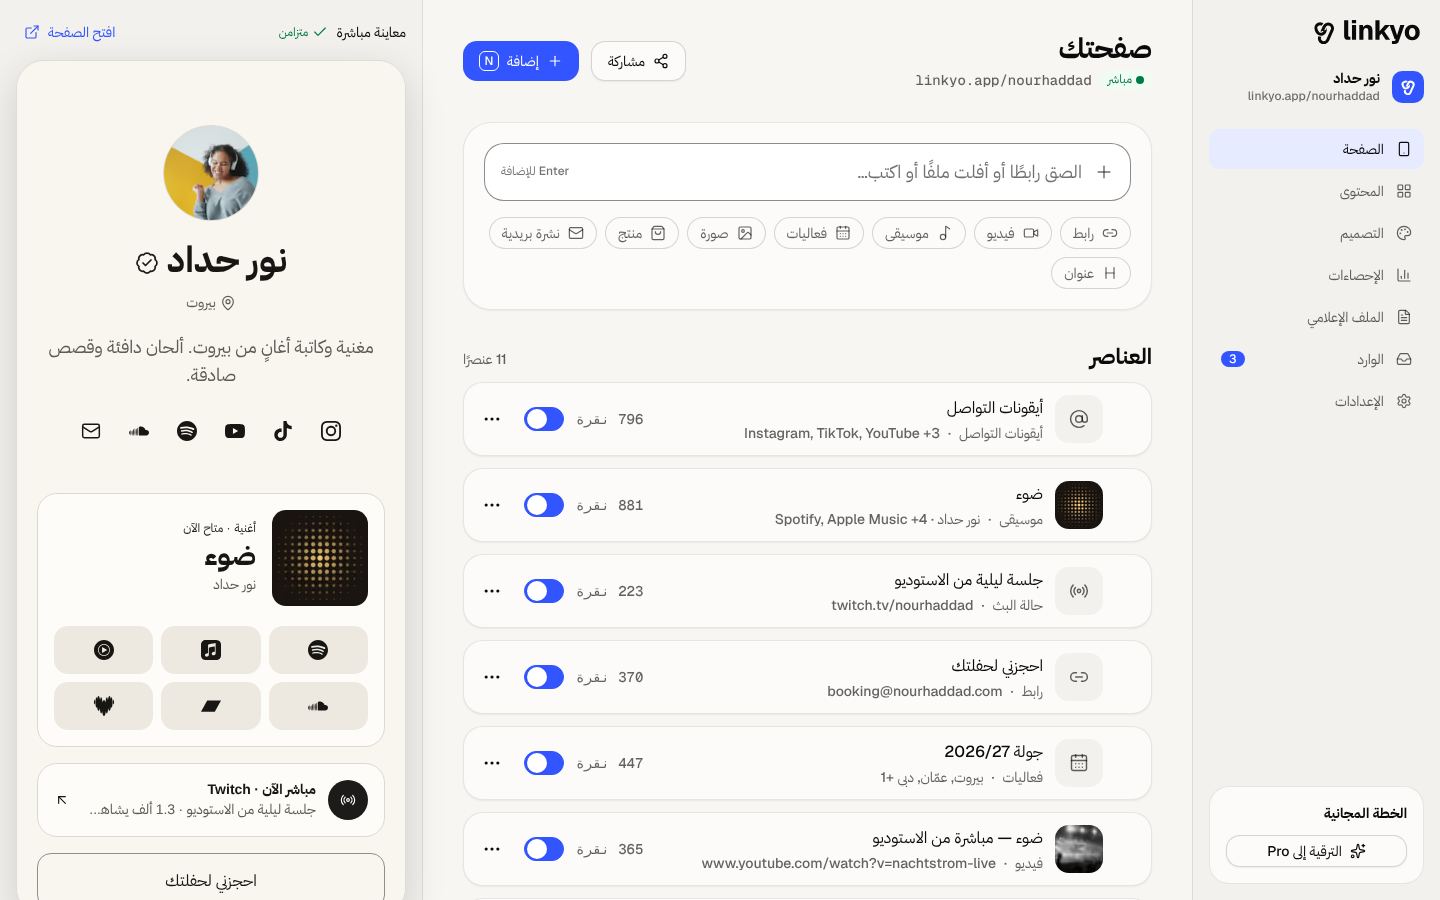 linkyo
نور حداد
linkyo.app/nourhaddad
الصفحة
المحتوى
التصميم
الإحصاءات
الملف الإعلامي
الوارد
3
الإعدادات
الخطة المجانية
الترقية إلى Pro
صفحتك
مباشر
linkyo.app/nourhaddad
مشاركة
إضافة N
الصق رابطًا أو أفلت ملفًا أو اكتب...
Enter للإضافة
رابط
فيديو
موسيقى
فعاليات
صورة
منتج
نشرة بريدية
عنوان
العناصر
11 عنصرًا
أيقونات التواصل
أيقونات التواصل · Instagram, TikTok, YouTube +3
796 نقرة
ضوء
موسيقى · نور حداد · Spotify, Apple Music +4
881 نقرة
جلسة ليلية من الاستوديو
حالة البث · twitch.tv/nourhaddad
223 نقرة
احجزني لحفلتك
رابط · booking@nourhaddad.com
370 نقرة
جولة 2026/27
فعاليات · بيروت, عمّان, دبي +1
447 نقرة
ضوء — مباشرة من الاستوديو
فيديو · www.youtube.com/watch?v=nachtstrom-live
365 نقرة
معاينة مباشرة
متزامن
افتح الصفحة
نور حداد
بيروت
مغنية وكاتبة أغانٍ من بيروت. ألحان دافئة وقصص
صادقة.
أغنية · متاح الآن
ضوء
نور حداد
مباشر الآن · Twitch
جلسة ليلية من الاستوديو · 1.3 ألف يشاهـ...
احجزني لحفلتك